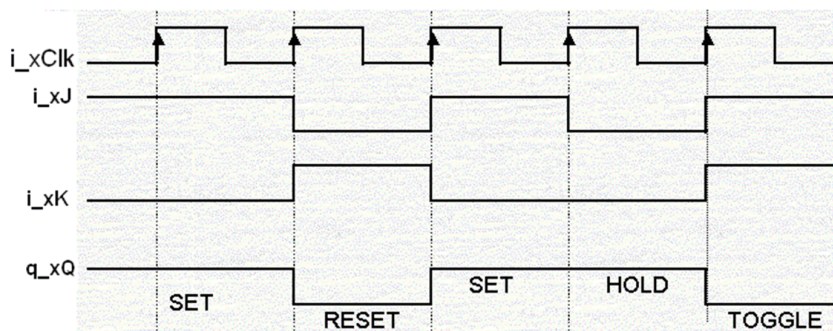 i_xClk
i_xJ
i_xK
q_xQ
SET
RESET
SET
HOLD
TOGGLE